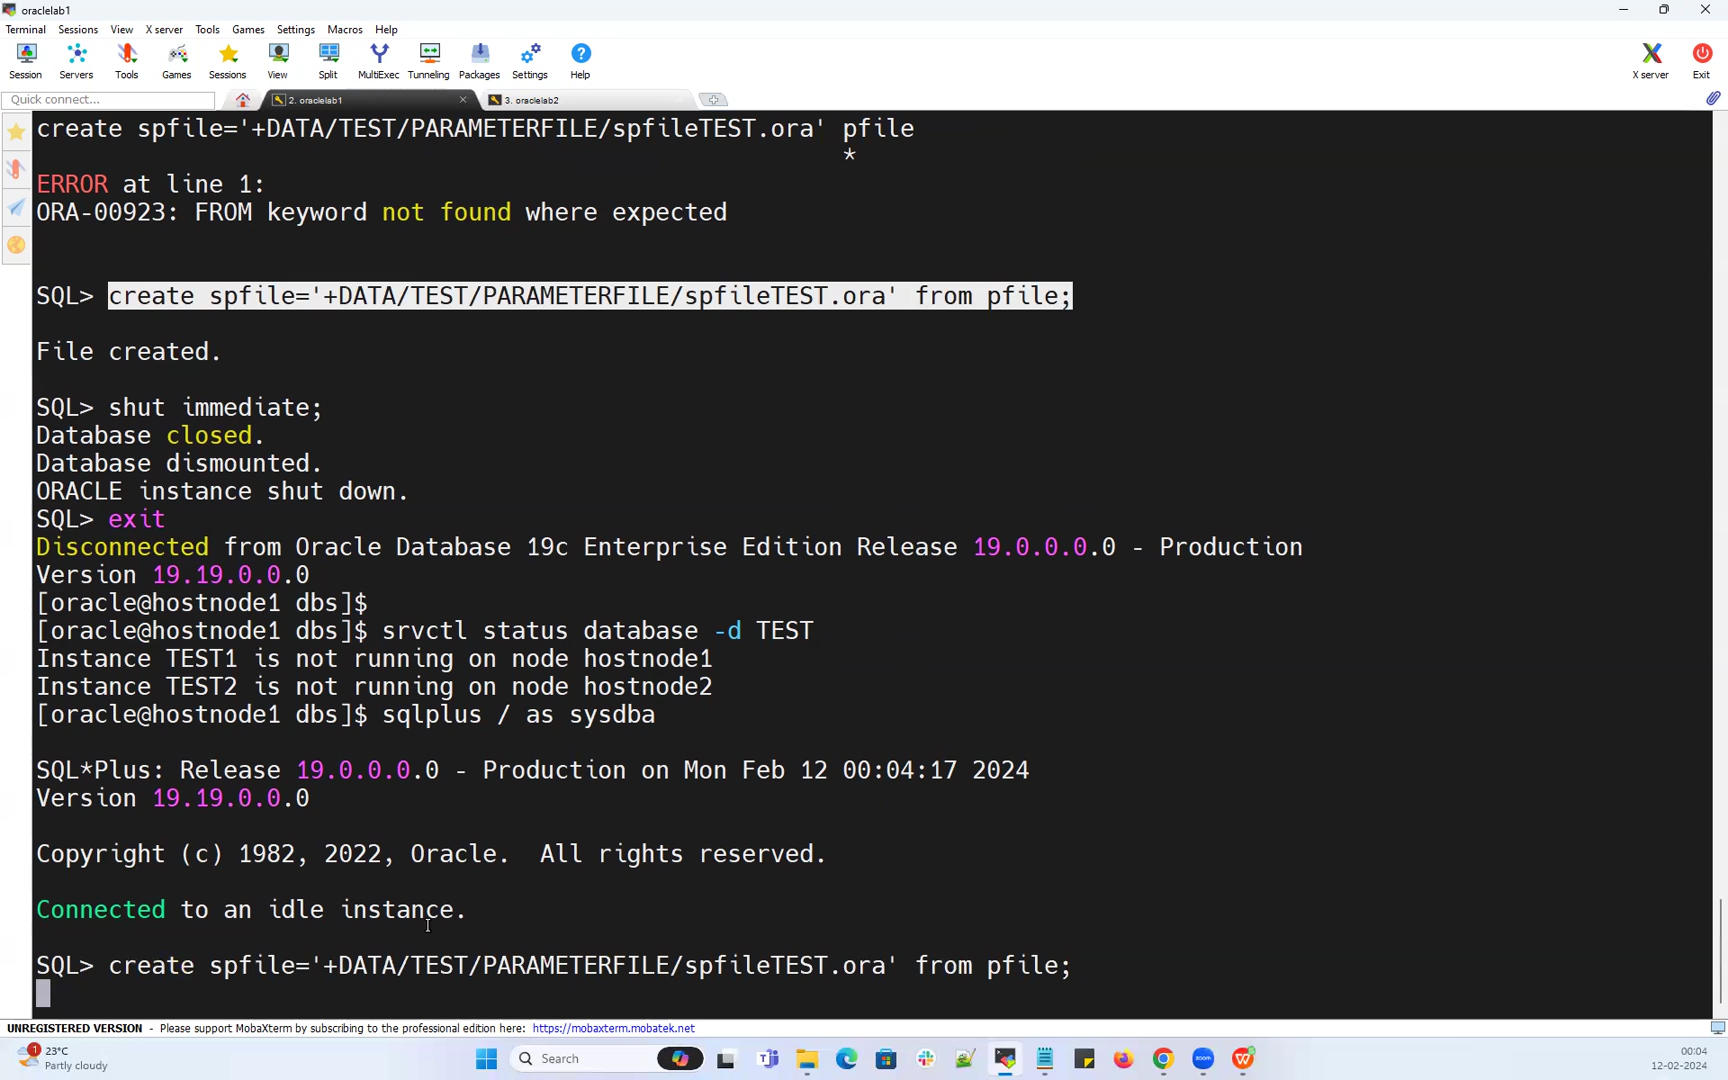 oraclelab1
Terminal Sessions View X server Tools Games Settings Macros Help
Session Servers Tools Games Sessions View Split MultiExec Tunneling Packages Settings Help X server Exit
Quick connect... 2. oraclelab1 3. oraclelab2
create spfile='+DATA/TEST/PARAMETERFILE/spfileTEST.ora' pfile
*
ERROR at line 1:
ORA-00923: FROM keyword not found where expected
SQL> create spfile='+DATA/TEST/PARAMETERFILE/spfileTEST.ora' from pfile;
File created.
SQL> shut immediate;
Database closed.
Database dismounted.
ORACLE instance shut down.
SQL> exit
Disconnected from Oracle Database 19c Enterprise Edition Release 19.0.0.0.0 - Production
Version 19.19.0.0.0
[oracle@hostnode1 dbs]$
[oracle@hostnode1 dbs]$ srvctl status database -d TEST
Instance TEST1 is not running on node hostnode1
Instance TEST2 is not running on node hostnode2
[oracle@hostnode1 dbs]$ sqlplus / as sysdba
SQL*Plus: Release 19.0.0.0.0 - Production on Mon Feb 12 00:04:17 2024
Version 19.19.0.0.0
Copyright (c) 1982, 2022, Oracle.  All rights reserved.
Connected to an idle instance.
SQL> create spfile='+DATA/TEST/PARAMETERFILE/spfileTEST.ora' from pfile;
UNREGISTERED VERSION - Please support MobaXterm by subscribing to the professional edition here: https://mobaxterm.mobatek.net
1 23°C
Partly cloudy
Search
00:04
12-02-2024